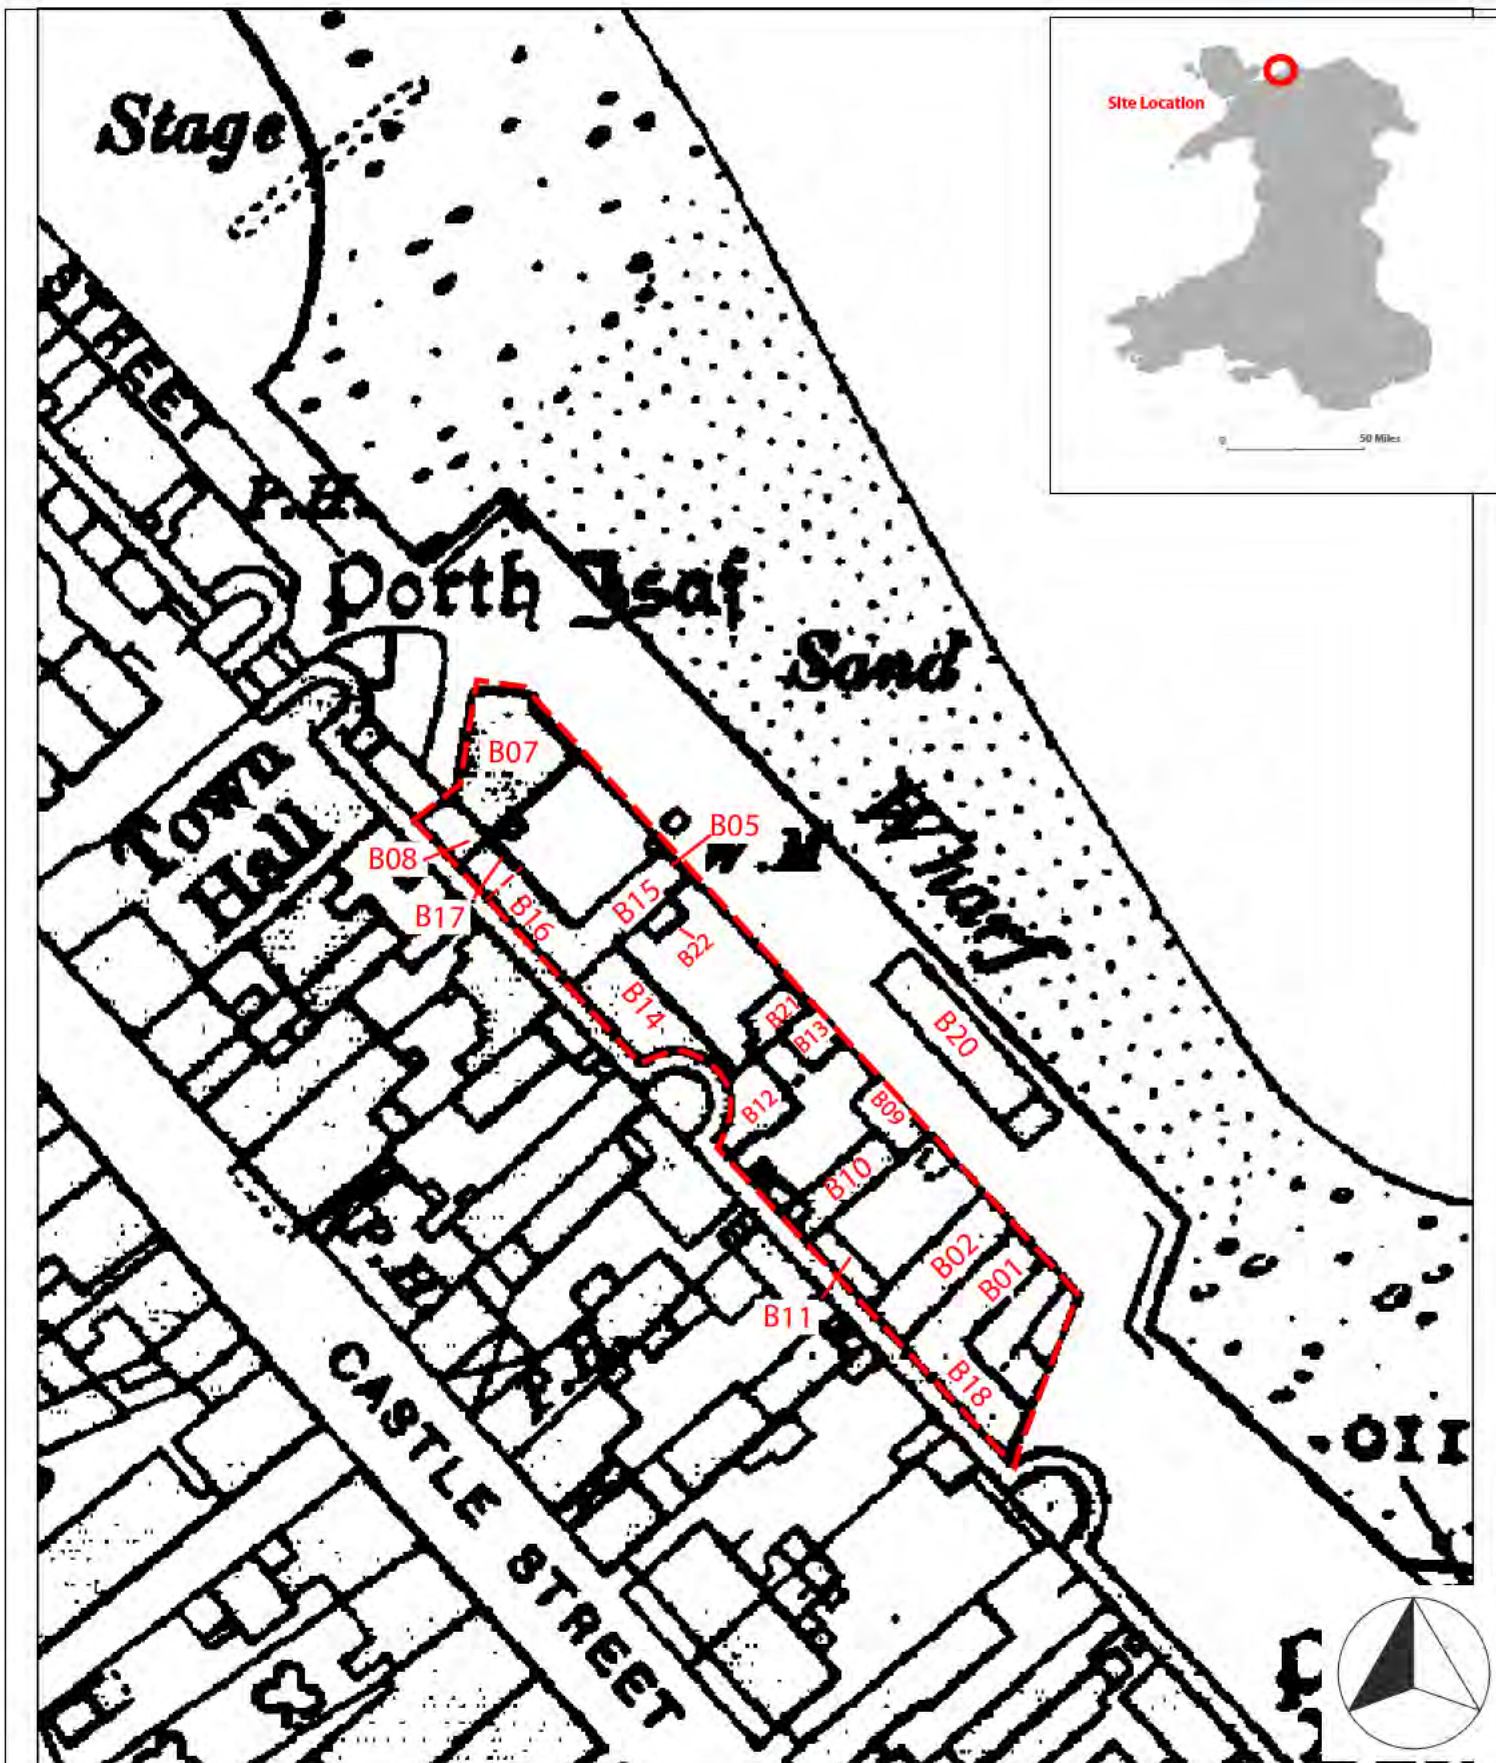 Stage
Site Location
0
50 Miles
STREET
P.H.
Porth Isaf
Sand
Town
Hall
Wharf
B07
B05
W.M
B08
B17
B16
B15
B22
B14
B21
B13
B20
B12
B09
B10
B02
B01
B11
B18
P.H
CASTLE STREET